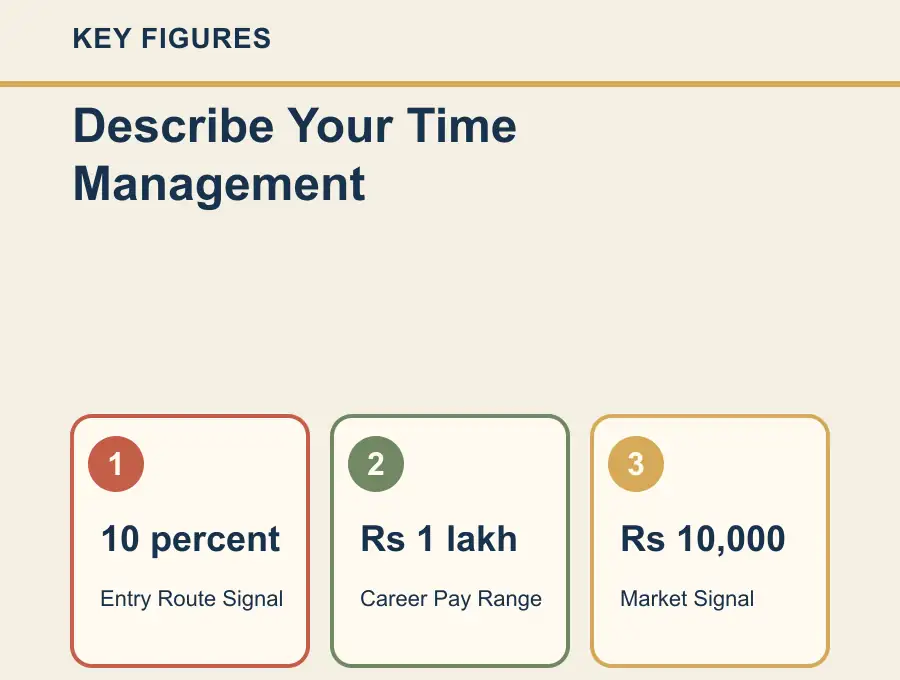 KEY FIGURES
Describe Your Time
Management
1
10 percent
Entry Route Signal
2
Rs 1 lakh
Career Pay Range
3
Rs 10,000
Market Signal